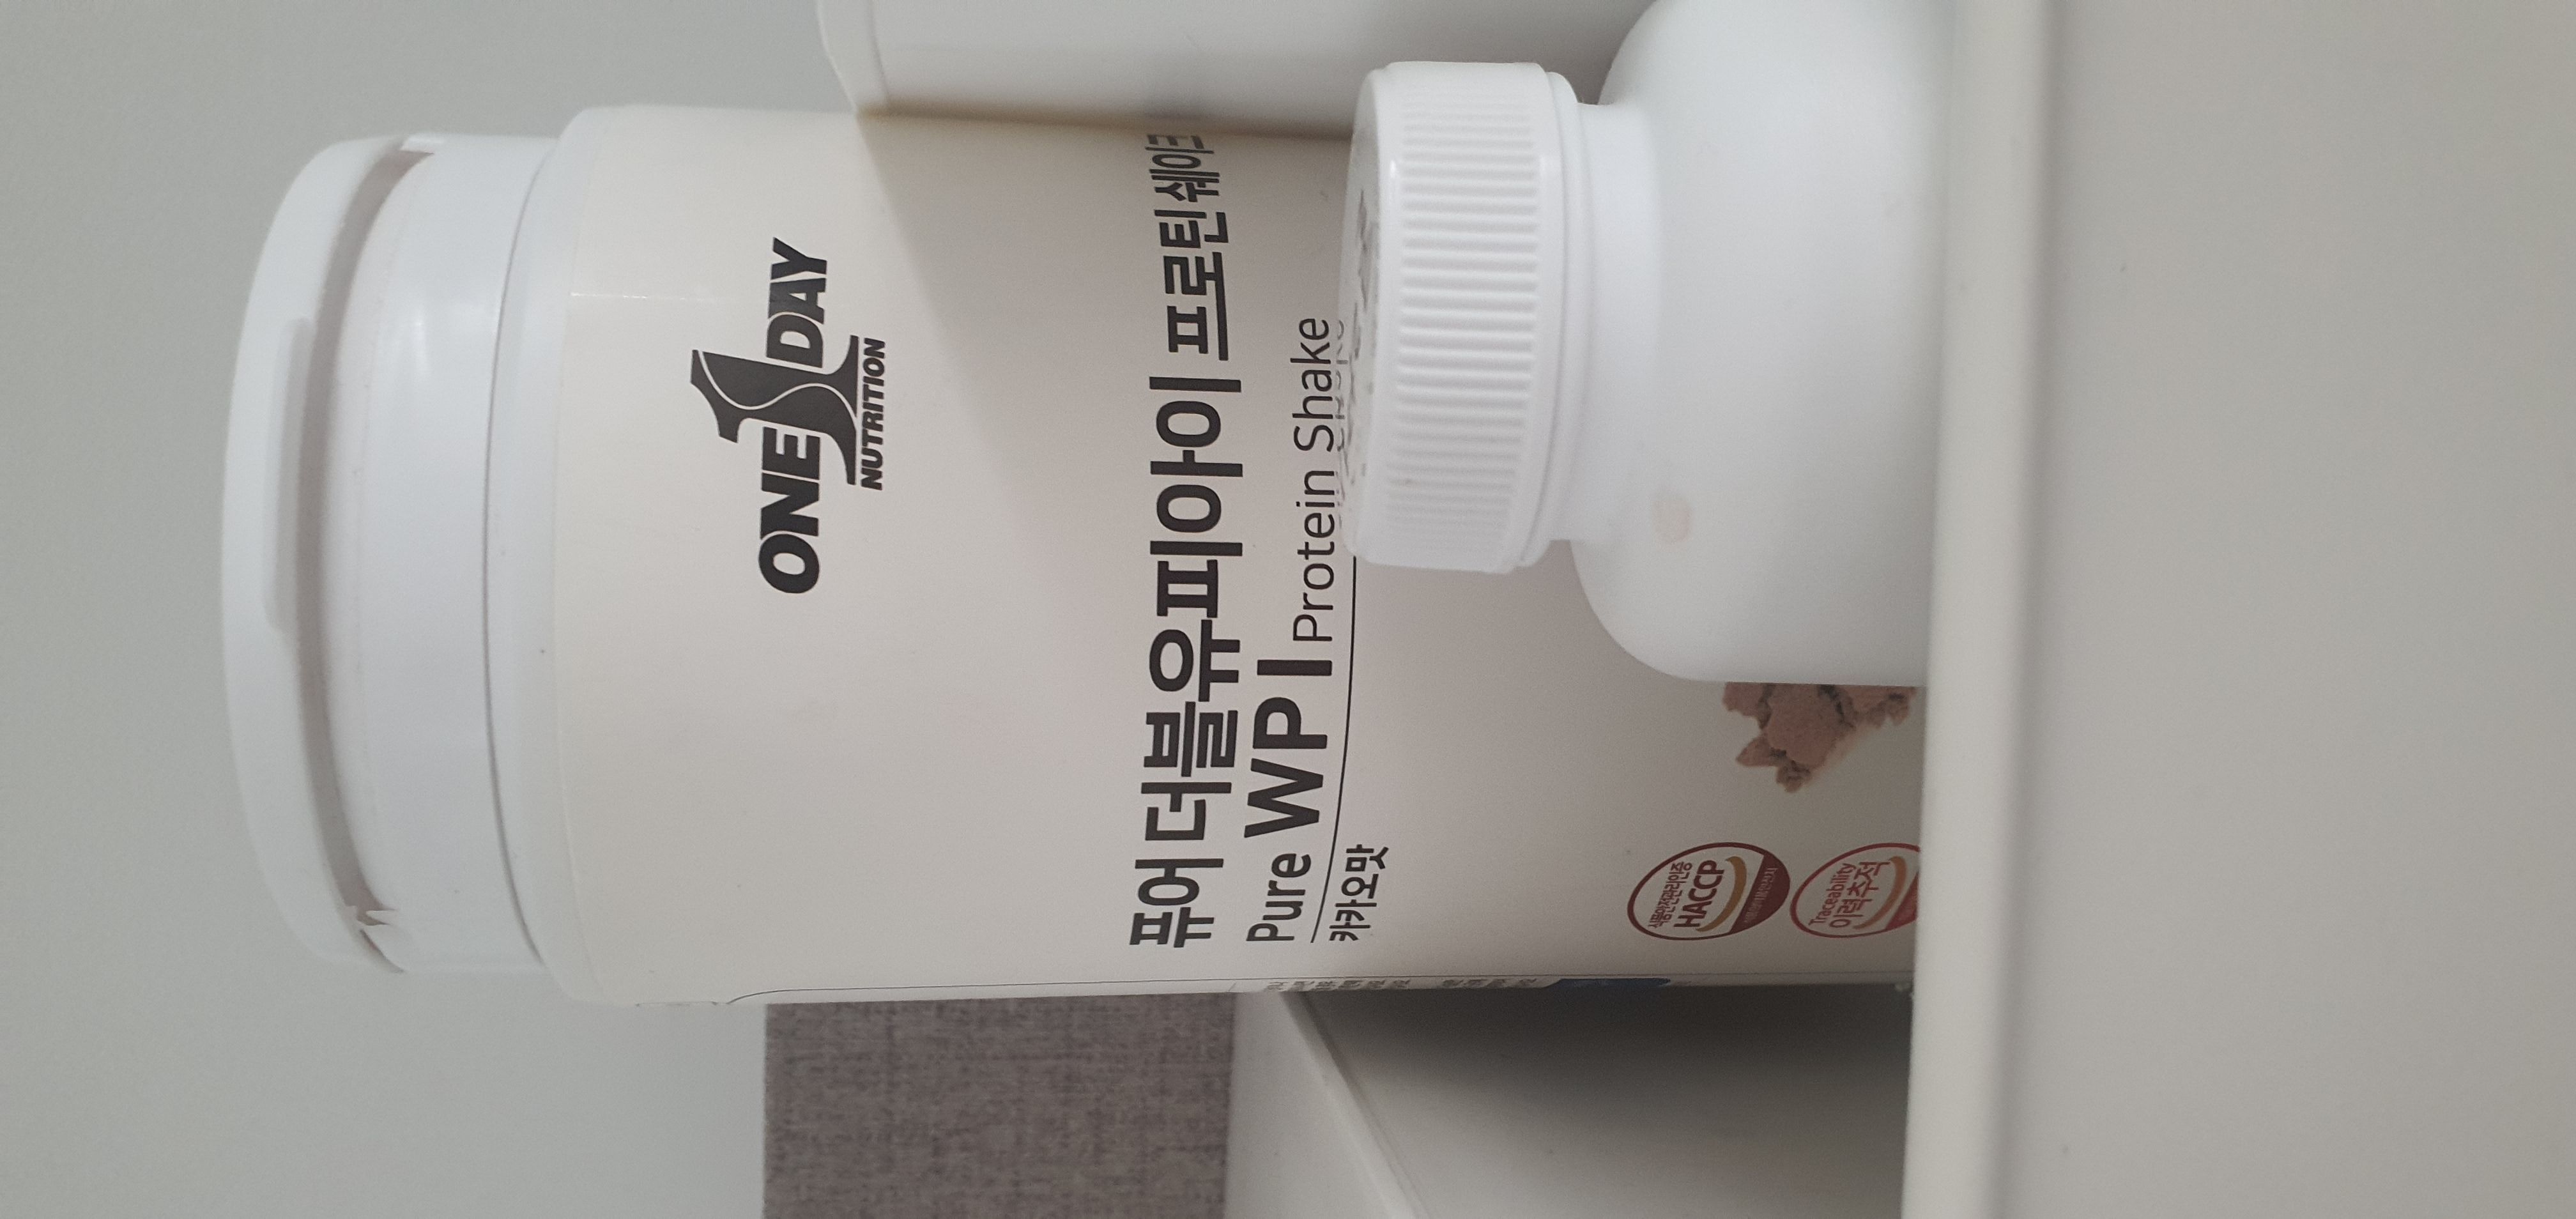 ONE 1 DAY
NUTRITION
퓨어 더블유피아이 프로틴 쉐이크
Pure WPI Protein Shake
카카오맛
식품안전관리인증
HACCP
Traceability
이력추적